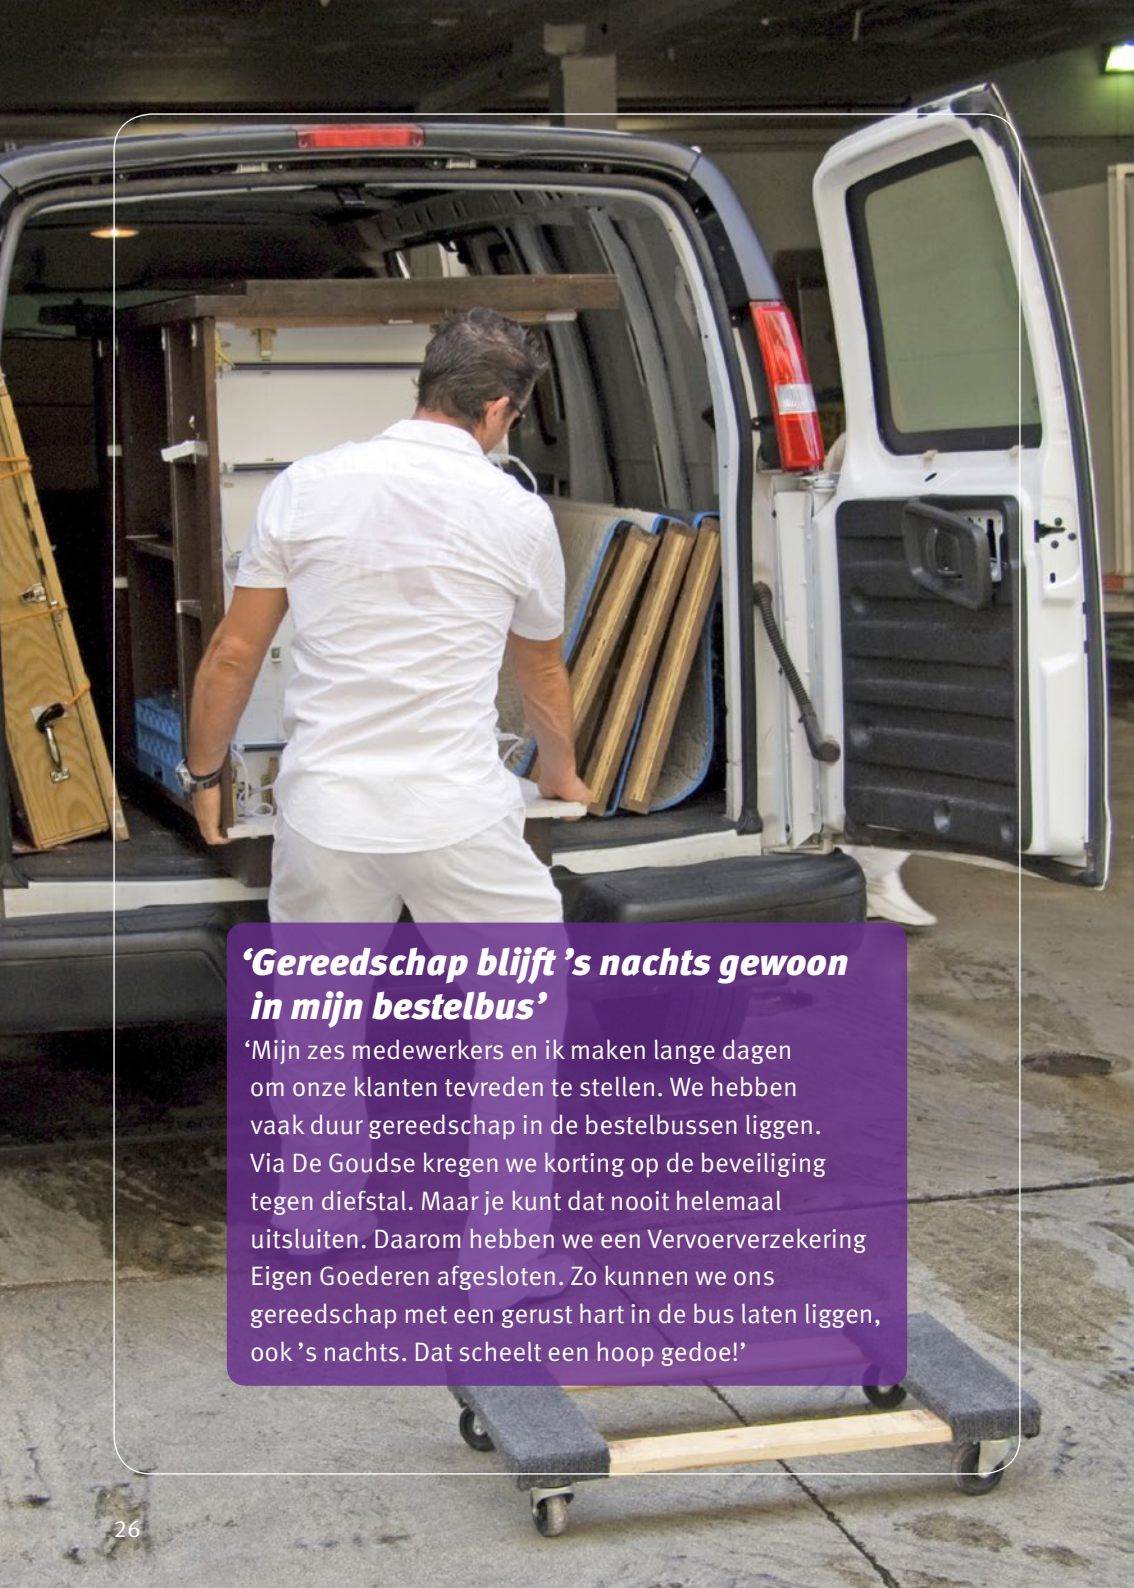 ‘Gereedschap blijft ’s nachts gewoon
in mijn bestelbus’
‘Mijn zes medewerkers en ik maken lange dagen
om onze klanten tevreden te stellen. We hebben
vaak duur gereedschap in de bestelbussen liggen.
Via De Goudse kregen we korting op de beveiliging
tegen diefstal. Maar je kunt dat nooit helemaal
uitsluiten. Daarom hebben we een Vervoerverzekering
Eigen Goederen afgesloten. Zo kunnen we ons
gereedschap met een gerust hart in de bus laten liggen,
ook ’s nachts. Dat scheelt een hoop gedoe!’
26